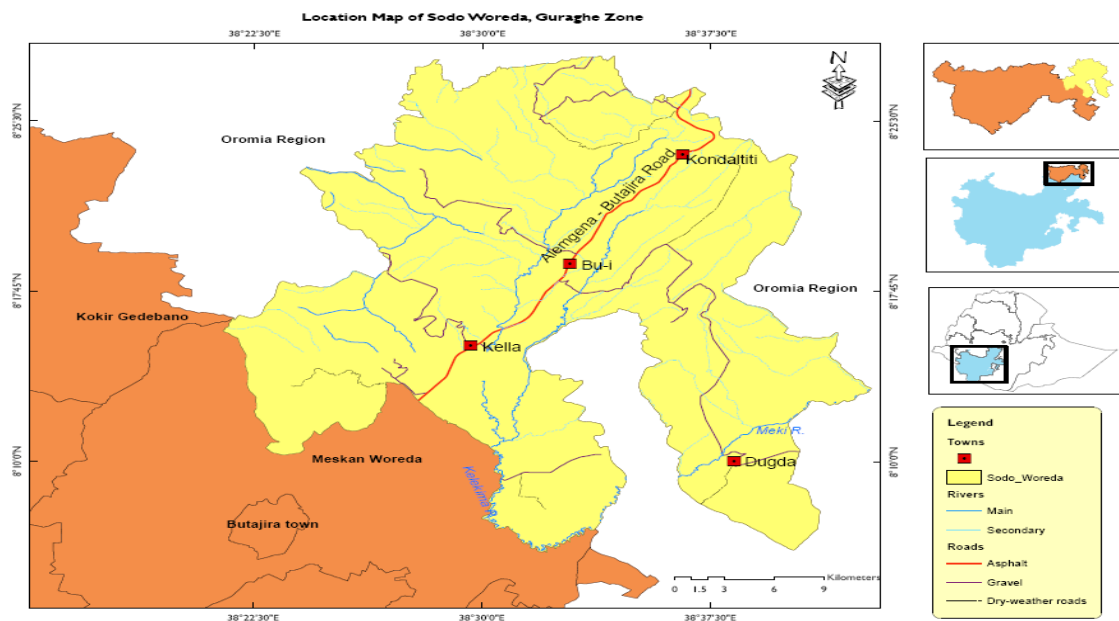 Location Map of Sodo Woreda, Guraghe Zone
38°22'30"E
38°30'0"E
38°37'30"E
N
8°25'30"N
8°25'30"N
Oromia Region
Kondaltiti
Alemgena - Butajira Road
Bu-i
Oromia Region
8°17'45"N
8°17'45"N
Kokir Gedebano
Kella
Meki R.
8°10'0"N
8°10'0"N
Meskan Woreda
Dugda
Butajira town
0 1.5 3 6 9
Kilometers
38°22'30"E
38°30'0"E
38°37'30"E
Legend
Towns
Sodo_Woreda
Rivers
Main
Secondary
Roads
Asphalt
Gravel
Dry-weather roads